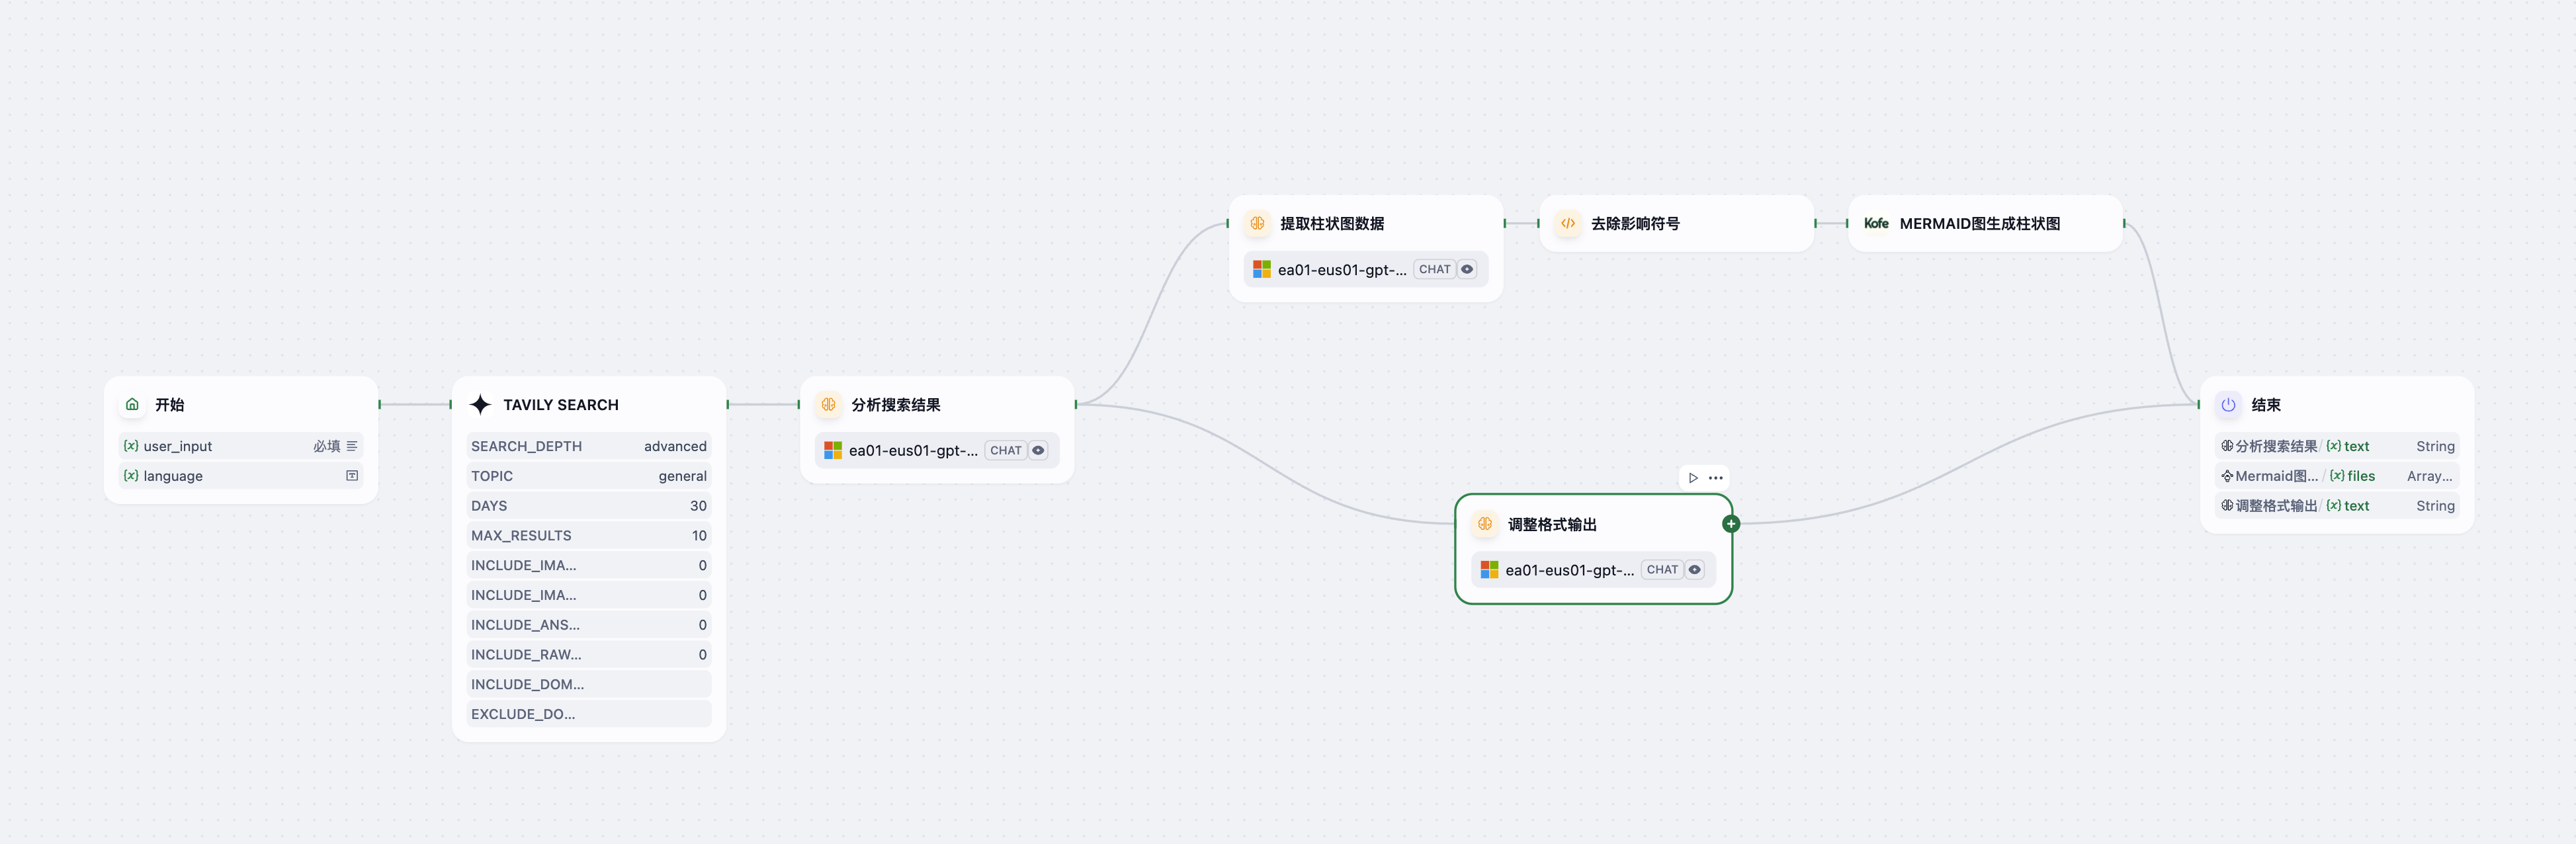 开始
{x} user_input 必填
{x} language
TAVILY SEARCH
SEARCH_DEPTH advanced
TOPIC general
DAYS 30
MAX_RESULTS 10
INCLUDE_IMA... 0
INCLUDE_IMA... 0
INCLUDE_ANS... 0
INCLUDE_RAW... 0
INCLUDE_DOM...
EXCLUDE_DO...
分析搜索结果
ea01-eus01-gpt-... CHAT
提取柱状图数据
ea01-eus01-gpt-... CHAT
去除影响符号
Kofe MERMAID图生成柱状图
调整格式输出
ea01-eus01-gpt-... CHAT
结束
分析搜索结果 / {x} text String
Mermaid图... / {x} files Array...
调整格式输出 / {x} text String